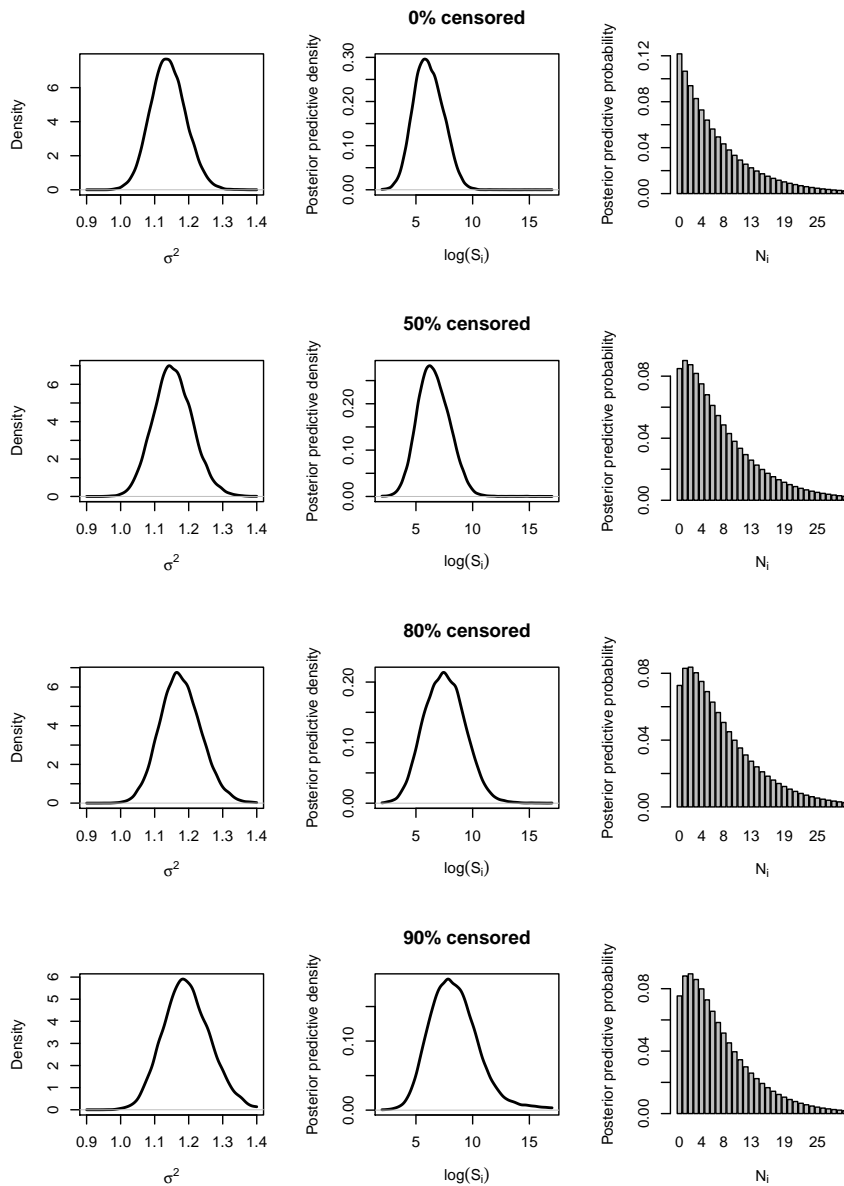 0% censored
Density
0 2 4 6
0.9 1.0 1.1 1.2 1.3 1.4
σ²
Posterior predictive density
0.00 0.10 0.20 0.30
5 10 15
log(Sᵢ)
Posterior predictive probability
0.00 0.04 0.08 0.12
0 4 8 13 19 25
Nᵢ
50% censored
Density
0 2 4 6
0.9 1.0 1.1 1.2 1.3 1.4
σ²
Posterior predictive density
0.00 0.10 0.20
5 10 15
log(Sᵢ)
Posterior predictive probability
0.00 0.04 0.08
0 4 8 13 19 25
Nᵢ
80% censored
Density
0 2 4 6
0.9 1.0 1.1 1.2 1.3 1.4
σ²
Posterior predictive density
0.00 0.10 0.20
5 10 15
log(Sᵢ)
Posterior predictive probability
0.00 0.04 0.08
0 4 8 13 19 25
Nᵢ
90% censored
Density
0 1 2 3 4 5 6
0.9 1.0 1.1 1.2 1.3 1.4
σ²
Posterior predictive density
0.00 0.10
5 10 15
log(Sᵢ)
Posterior predictive probability
0.00 0.04 0.08
0 4 8 13 19 25
Nᵢ